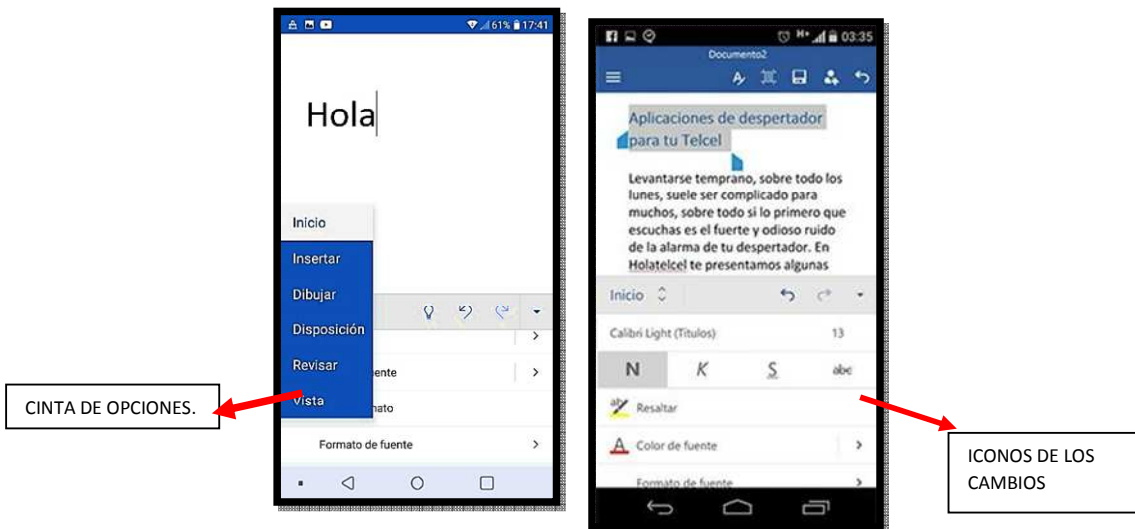 61% 17:41
Hola
Inicio
Insertar
Dibujar
Disposición
Revisar
Vista
ente
nato
Formato de fuente
CINTA DE OPCIONES.
H+ 03:35
Documento2
Aplicaciones de despertador
para tu Telcel
Levantarse temprano, sobre todo los
lunes, suele ser complicado para
muchos, sobre todo si lo primero que
escuchas es el fuerte y odioso ruido
de la alarma de tu despertador. En
Holatelcel te presentamos algunas
Inicio
Calibri Light (Títulos) 13
N K S abc
Resaltar
A Color de fuente
Formato de fuente
ICONOS DE LOS
CAMBIOS